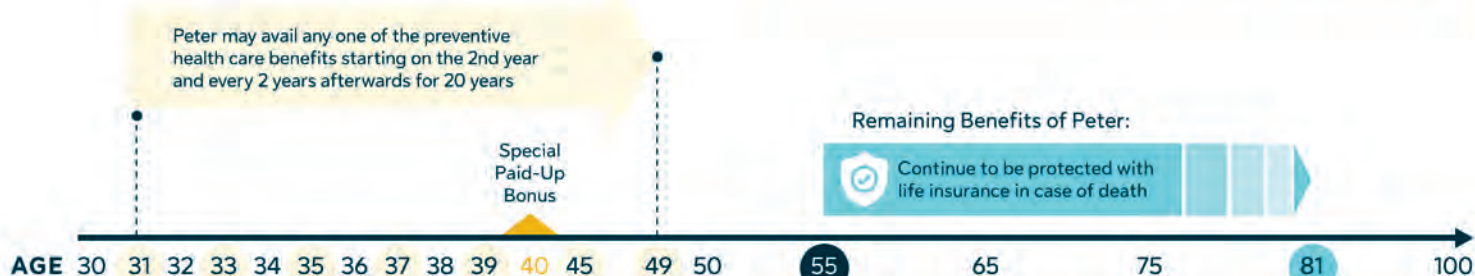 Peter may avail any one of the preventive
health care benefits starting on the 2nd year
and every 2 years afterwards for 20 years
Special
Paid-Up
Bonus
Remaining Benefits of Peter:
Continue to be protected with
life insurance in case of death
AGE 30 31 32 33 34 35 36 37 38 39 40 45 49 50 55 65 75 81 100